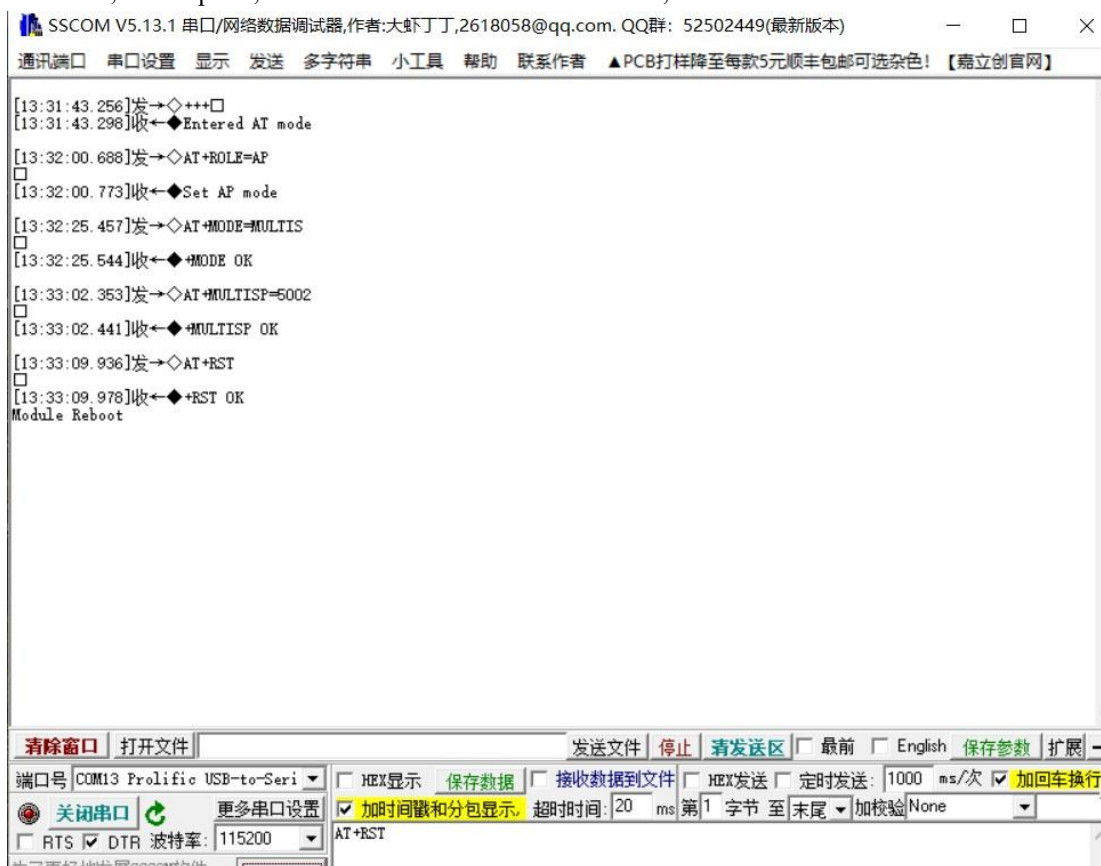 SSCOM V5.13.1 串口/网络数据调试器,作者:大虾丁丁,2618058@qq.com. QQ群: 52502449(最新版本)
通讯端口 串口设置 显示 发送 多字符串 小工具 帮助 联系作者 ▲PCB打样降至每款5元顺丰包邮可选杂色! 【嘉立创官网】
[13:31:43.256]发→◇+++□
[13:31:43.298]收←◆Entered AT mode
[13:32:00.688]发→◇AT+ROLE=AP
□
[13:32:00.773]收←◆Set AP mode
[13:32:25.457]发→◇AT+MODE=MULTIS
□
[13:32:25.544]收←◆+MODE OK
[13:33:02.353]发→◇AT+MULTISP=5002
□
[13:33:02.441]收←◆+MULTISP OK
[13:33:09.936]发→◇AT+RST
□
[13:33:09.978]收←◆+RST OK
Module Reboot
清除窗口 打开文件 发送文件 停止 清发送区 最前 English 保存参数 扩展 —
端口号 COM13 Prolific USB-to-Seri HEX显示 保存数据 接收数据到文件 HEX发送 定时发送: 1000 ms/次 加回车换行
关闭串口 更多串口设置 加时间戳和分包显示, 超时时间: 20 ms 第1 字节 至 末尾 加校验 None
RTS DTR 波特率: 115200 AT+RST